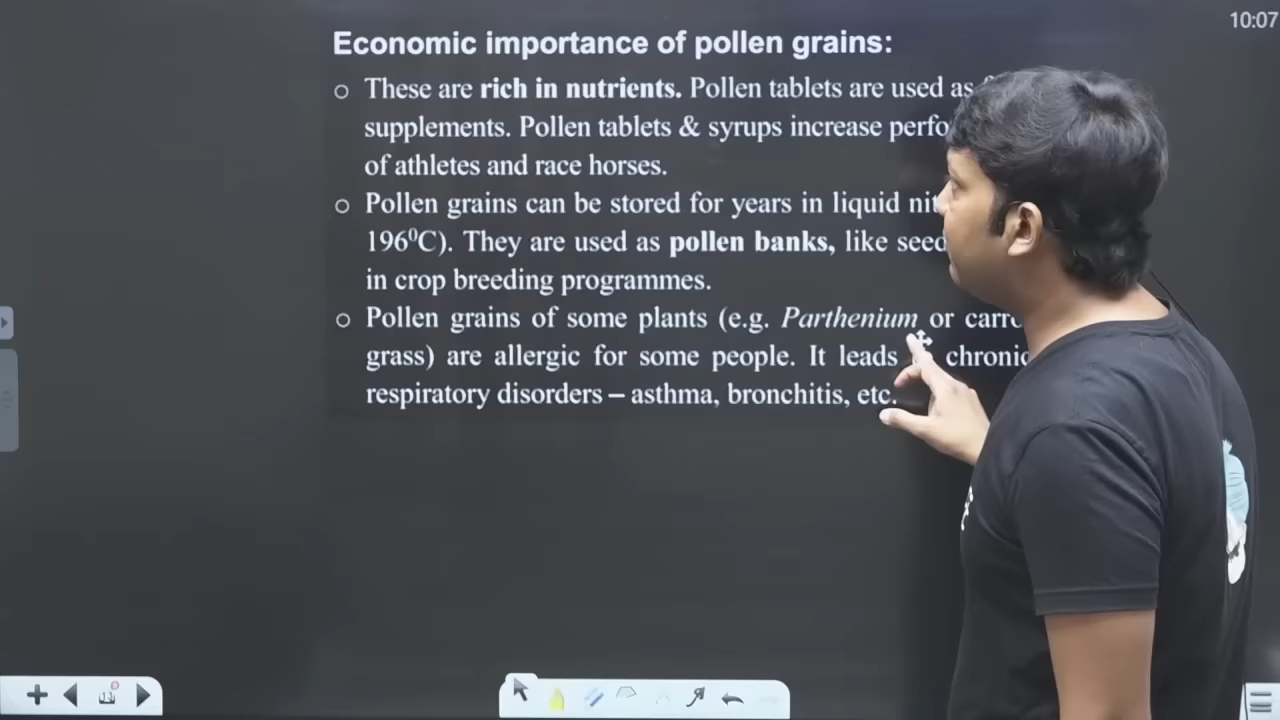 10:07
Economic importance of pollen grains:
○ These are rich in nutrients. Pollen tablets are used as
supplements. Pollen tablets & syrups increase perfo
of athletes and race horses.
○ Pollen grains can be stored for years in liquid nit
196⁰C). They are used as pollen banks, like seed
in crop breeding programmes.
○ Pollen grains of some plants (e.g. Parthenium or carro
grass) are allergic for some people. It leads chronic
respiratory disorders – asthma, bronchitis, etc.